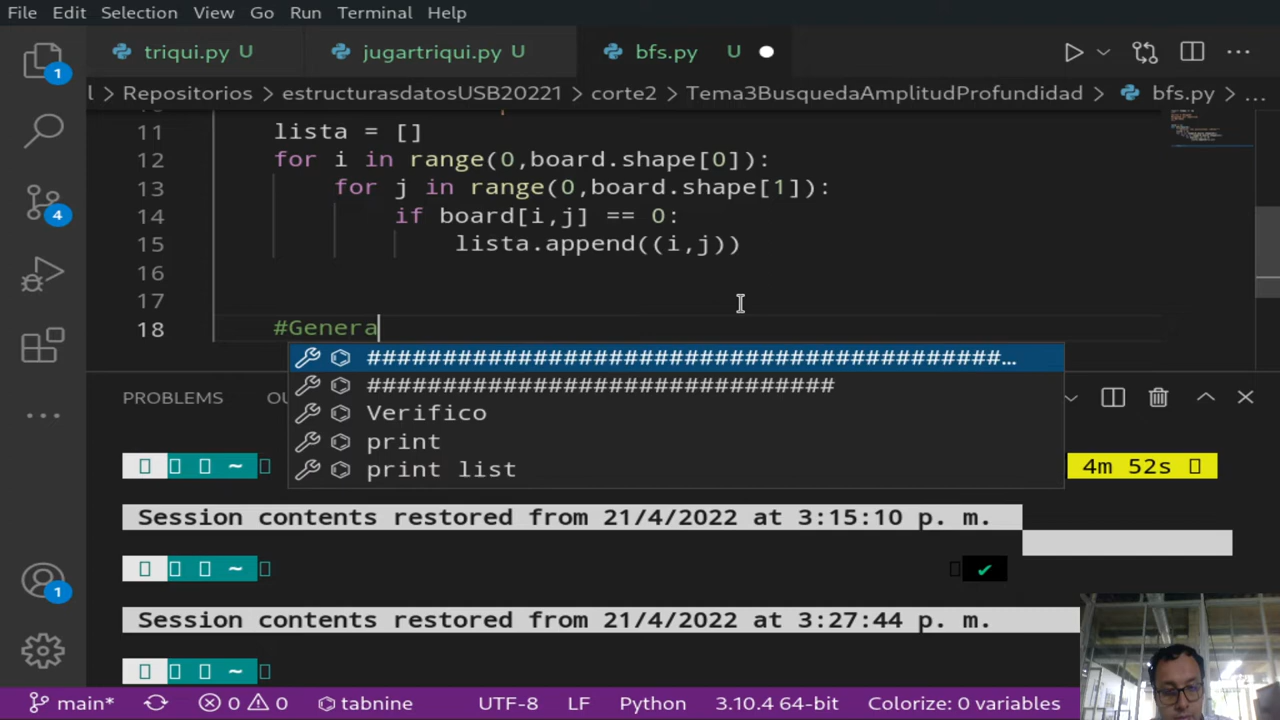 File Edit Selection View Go Run Terminal Help
triqui.py U jugartriqui.py U bfs.py U
l > Repositorios > estructurasdatosUSB20221 > corte2 > Tema3BusquedaAmplitudProfundidad > bfs.py > ...
11 lista = []
12 for i in range(0,board.shape[0]):
13 for j in range(0,board.shape[1]):
14 if board[i,j] == 0:
15 lista.append((i,j))
16
17
18 #Genera
##########################################...
###############################
Verifico
print
print list
PROBLEMS OU
~ 4m 52s
Session contents restored from 21/4/2022 at 3:15:10 p. m.
~ ✔
Session contents restored from 21/4/2022 at 3:27:44 p. m.
~
main* 0 0 tabnine UTF-8 LF Python 3.10.4 64-bit Colorize: 0 variables
1
4
1